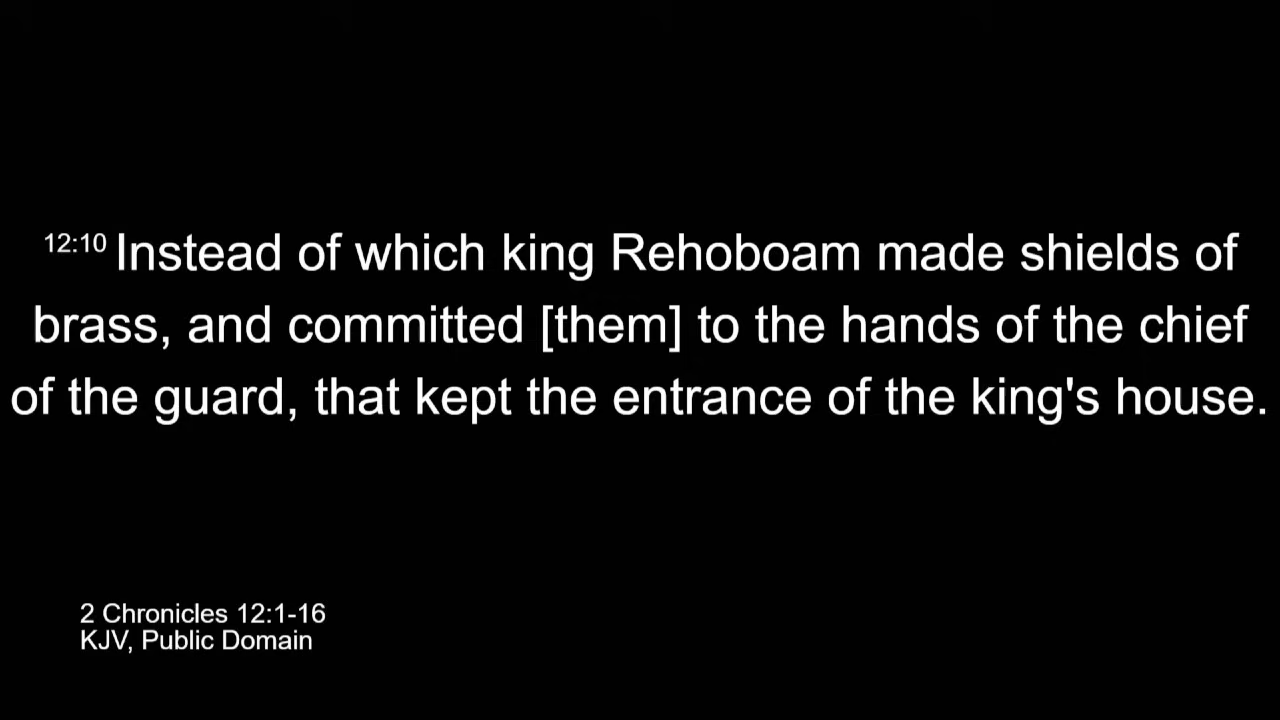 12:10 Instead of which king Rehoboam made shields of
brass, and committed [them] to the hands of the chief
of the guard, that kept the entrance of the king's house.
2 Chronicles 12:1-16
KJV, Public Domain